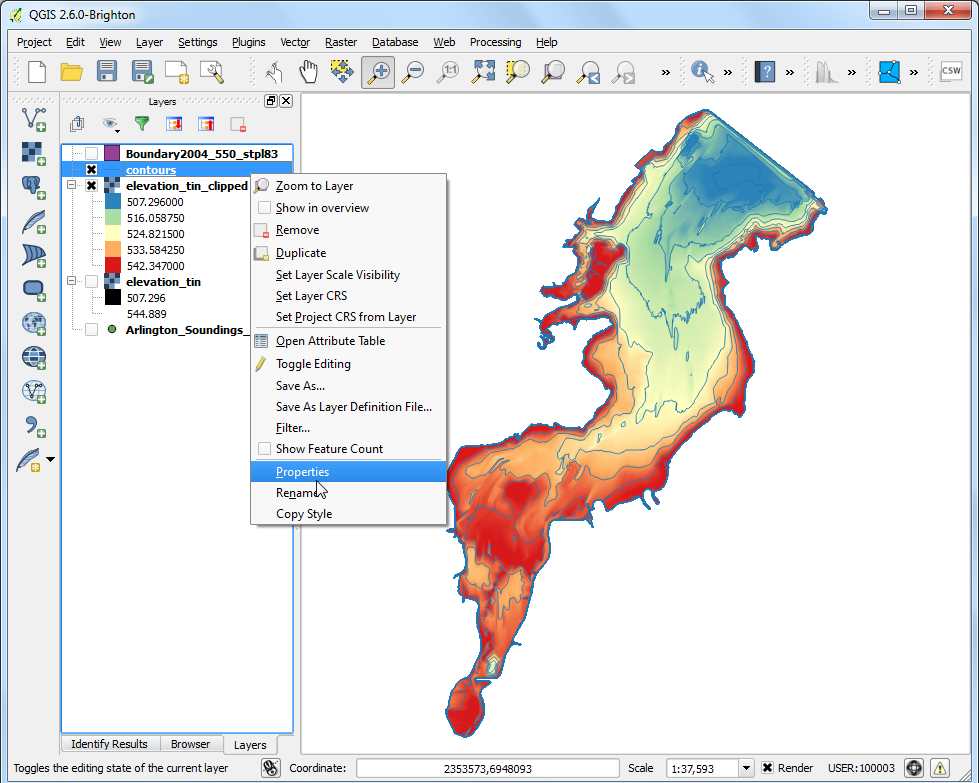 QGIS 2.6.0-Brighton
Project Edit View Layer Settings Plugins Vector Raster Database Web Processing Help
1:1 » » ? » » » CSW
Layers
Boundary2004_550_stpl83
contours
elevation_tin_clipped
507.296000
516.058750
524.821500
533.584250
542.347000
elevation_tin
507.296
544.889
Arlington_Soundings_
Zoom to Layer
Show in overview
Remove
Duplicate
Set Layer Scale Visibility
Set Layer CRS
Set Project CRS from Layer
Open Attribute Table
Toggle Editing
Save As...
Save As Layer Definition File...
Filter...
Show Feature Count
Properties
Rename
Copy Style
Identify Results Browser Layers
Toggles the editing state of the current layer Coordinate: 2353573,6948093 Scale 1:37,593 Render USER:100003